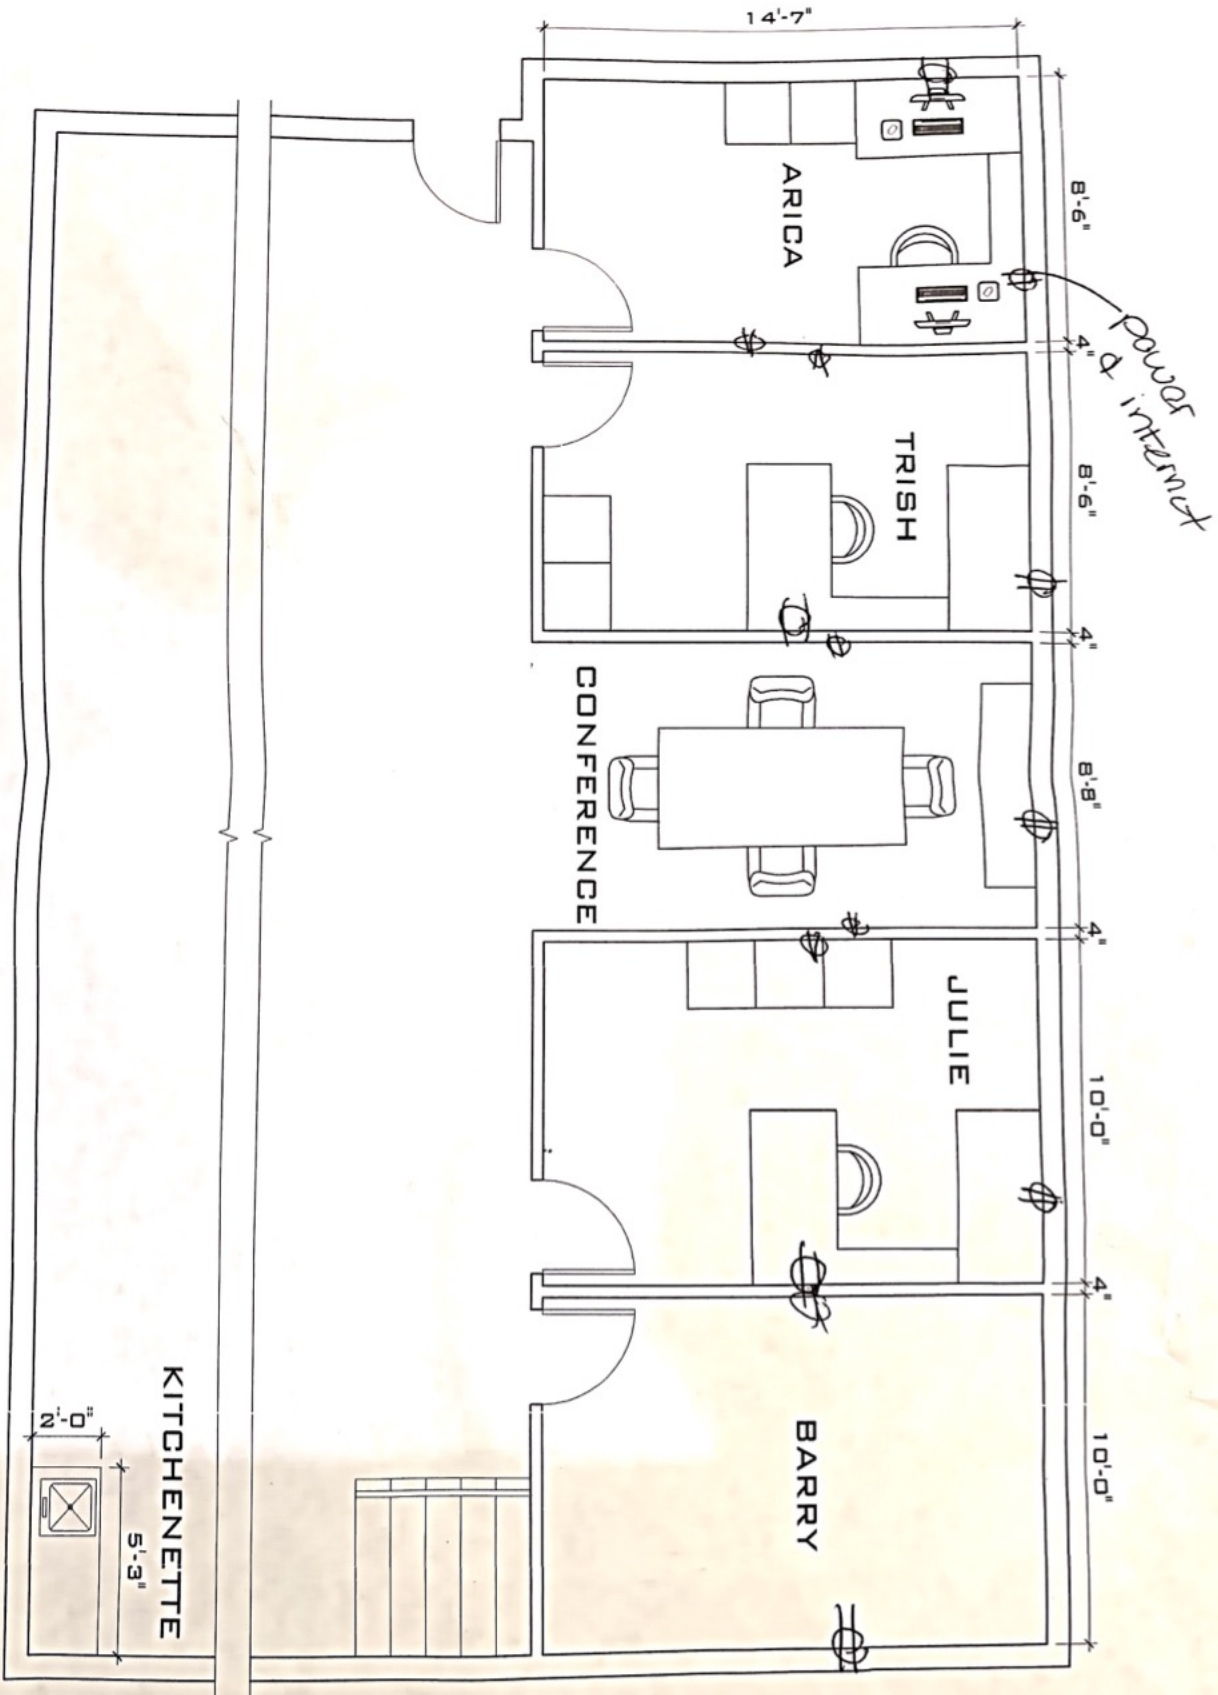 14'-7"
8'-6"
4"
8'-6"
4"
8'-8"
4"
10'-0"
4"
10'-0"
power
& internet
ARICA
TRISH
CONFERENCE
JULIE
BARRY
KITCHENETTE
2'-0"
5'-3"